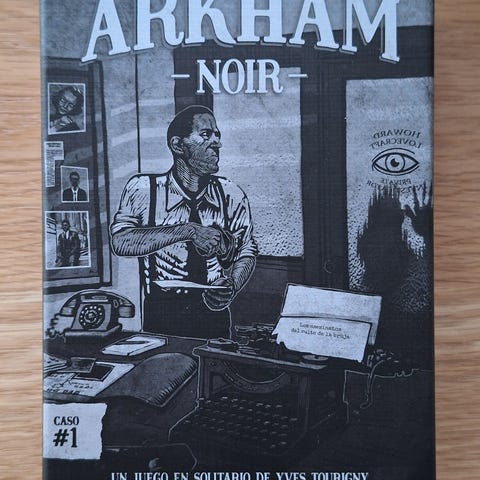 ARKHAM
NOIR
HOWARD
LOVECRAFT
PRIVATE
Los asesinatos
del culto de la bruja
CASO
#1
UN JUEGO EN SOLITARIO DE YVES TOURIGNY